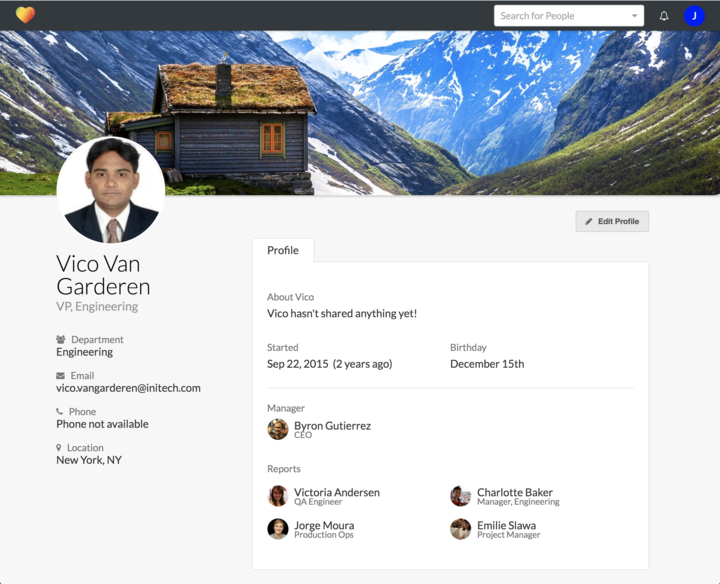 Search for People
J
Edit Profile
Vico Van
Garderen
VP, Engineering
Department
Engineering
Email
vico.vangarderen@initech.com
Phone
Phone not available
Location
New York, NY
Profile
About Vico
Vico hasn't shared anything yet!
Started
Sep 22, 2015 (2 years ago)
Birthday
December 15th
Manager
Byron Gutierrez
CEO
Reports
Victoria Andersen
QA Engineer
Charlotte Baker
Manager, Engineering
Jorge Moura
Production Ops
Emilie Slawa
Project Manager